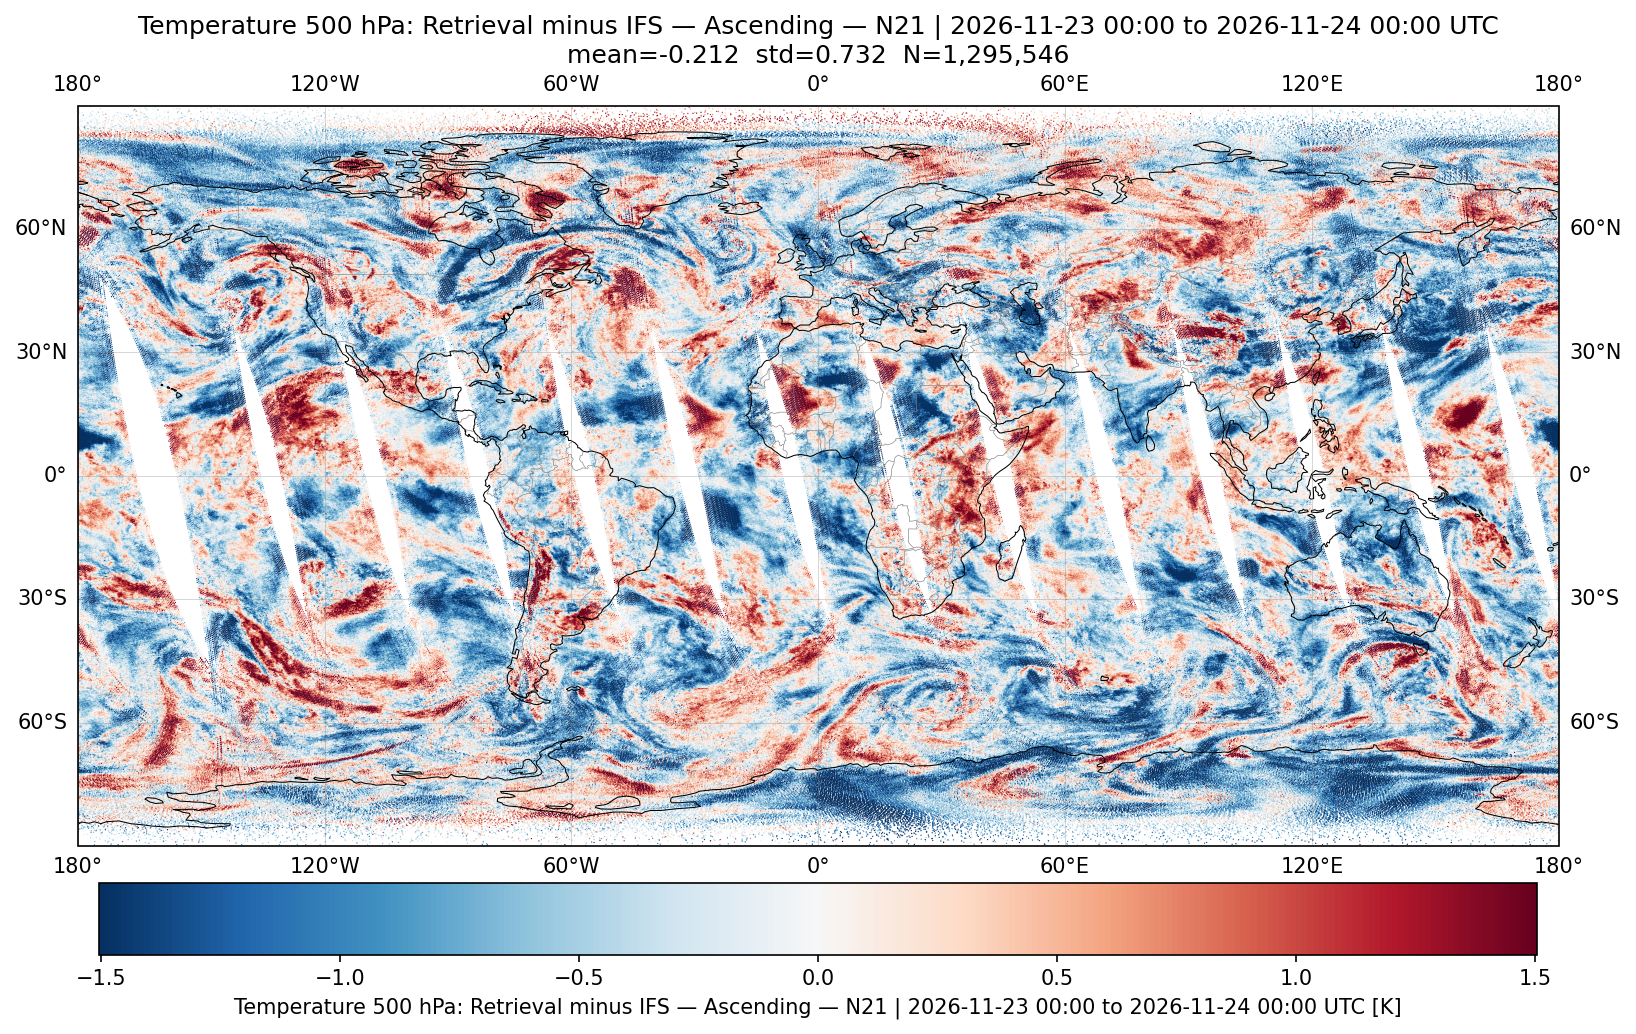 Temperature 500 hPa: Retrieval minus IFS — Ascending — N21 | 2026-11-23 00:00 to 2026-11-24 00:00 UTC
mean=-0.212  std=0.732  N=1,295,546
180° 120°W 60°W 0° 60°E 120°E 180°
60°N 60°N
30°N 30°N
0° 0°
30°S 30°S
60°S 60°S
180° 120°W 60°W 0° 60°E 120°E 180°
−1.5 −1.0 −0.5 0.0 0.5 1.0 1.5
Temperature 500 hPa: Retrieval minus IFS — Ascending — N21 | 2026-11-23 00:00 to 2026-11-24 00:00 UTC [K]